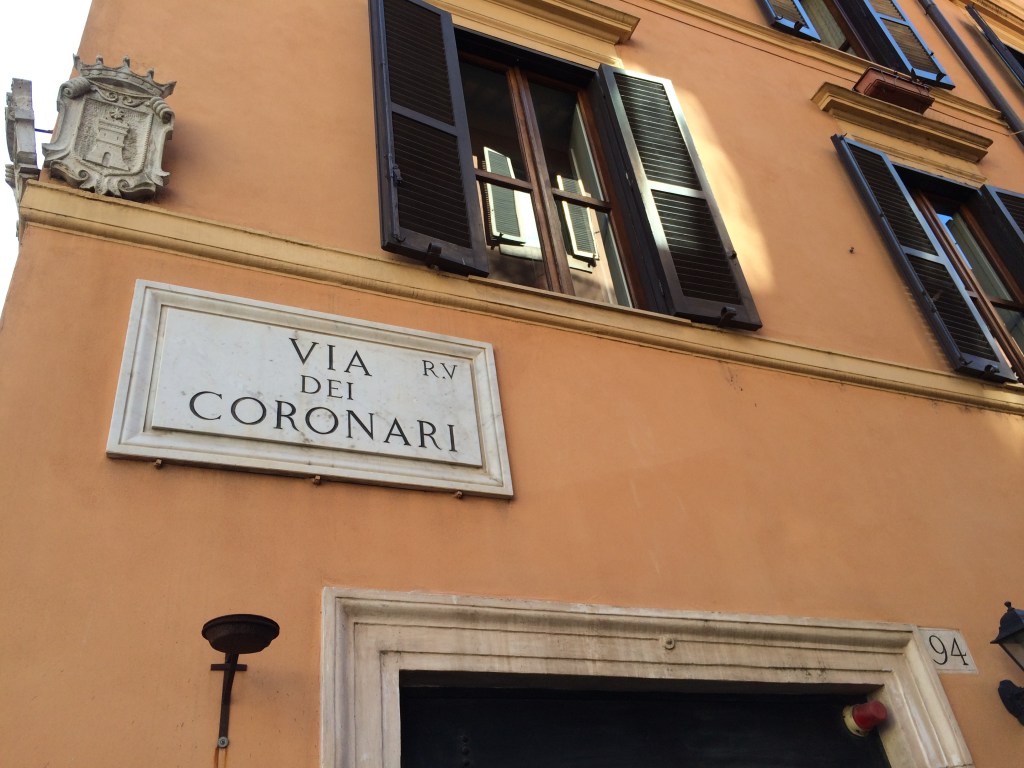 VIA R.V
DEI
CORONARI
94